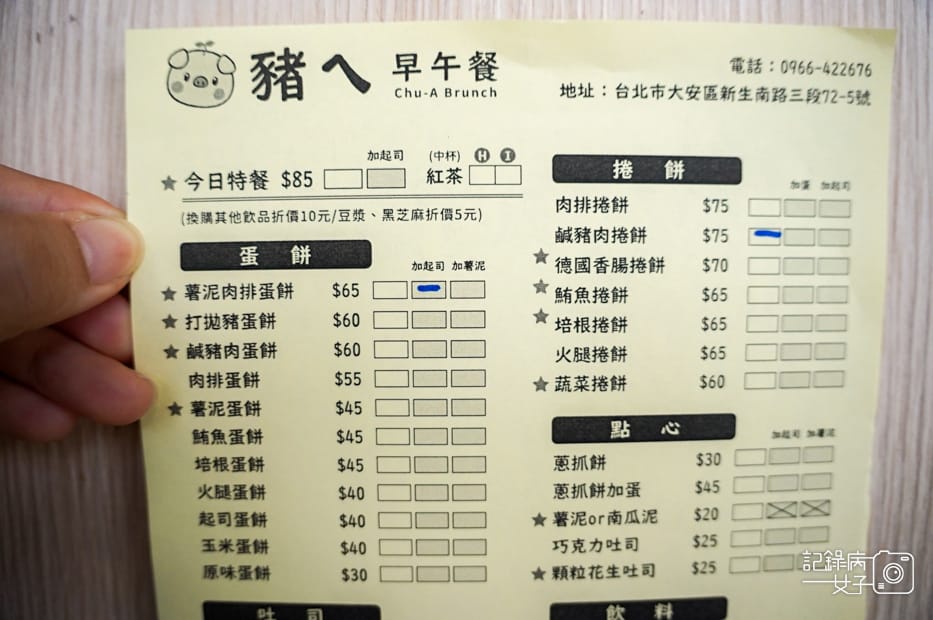 豬ㄟ 早午餐
Chu-A Brunch
電話：0966-422676
地址：台北市大安區新生南路三段72-5號
加起司 (中杯) H I
★今日特餐 $85 紅茶
(換購其他飲品折價10元/豆漿、黑芝麻折價5元)
蛋餅
加起司 加薯泥
★薯泥肉排蛋餅 $65
★打拋豬蛋餅 $60
★鹹豬肉蛋餅 $60
肉排蛋餅 $55
★薯泥蛋餅 $45
鮪魚蛋餅 $45
培根蛋餅 $45
火腿蛋餅 $40
起司蛋餅 $40
玉米蛋餅 $40
原味蛋餅 $30
吐司
捲餅
加蛋 加起司
肉排捲餅 $75
鹹豬肉捲餅 $75
★德國香腸捲餅 $70
★鮪魚捲餅 $65
★培根捲餅 $65
火腿捲餅 $65
★蔬菜捲餅 $60
點心
加起司 加薯泥
蔥抓餅 $30
蔥抓餅加蛋 $45
★薯泥or南瓜泥 $20
巧克力吐司 $25
★顆粒花生吐司 $25
飲料
記錄病女子